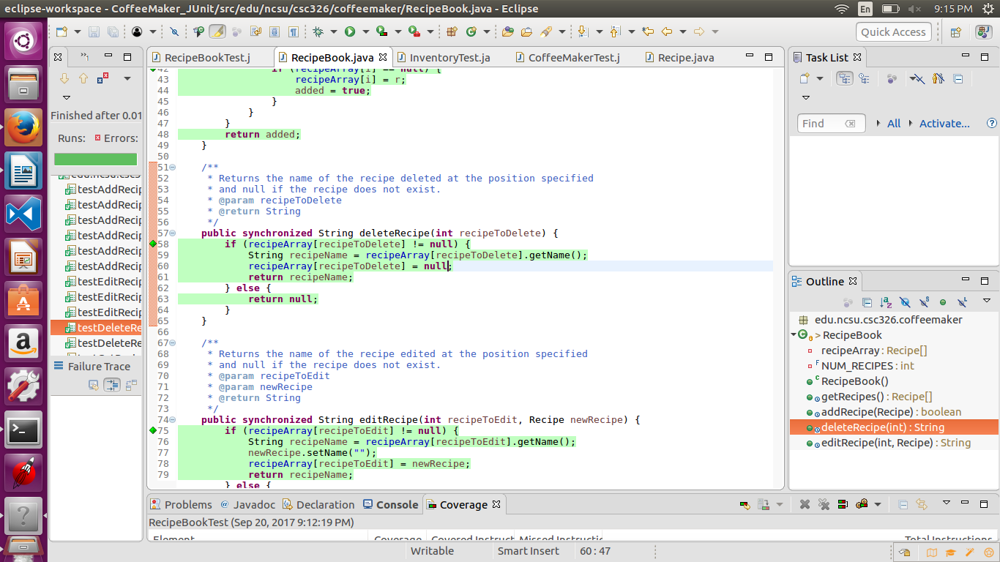 eclipse-workspace - CoffeeMaker_JUnit/src/edu/ncsu/csc326/coffeemaker/RecipeBook.java - Eclipse
En
9:15 PM
Quick Access
RecipeBookTest.j
RecipeBook.java
InventoryTest.ja
CoffeeMakerTest.j
Recipe.java
Finished after 0.01
Runs:
Errors:
edu.ncsu.cscs
testAddRecip
testAddRecip
testAddRecip
testAddRecip
testAddRecip
testAddRecip
testEditRecip
testEditRecip
testEditRecip
testDeleteRe
testDeleteRe
Failure Trace
42 if (recipeArray[i] == null) {
43 recipeArray[i] = r;
44 added = true;
45 }
46 }
47 }
48 return added;
49 }
50
51 /**
52 * Returns the name of the recipe deleted at the position specified
53 * and null if the recipe does not exist.
54 * @param recipeToDelete
55 * @return String
56 */
57 public synchronized String deleteRecipe(int recipeToDelete) {
58 if (recipeArray[recipeToDelete] != null) {
59 String recipeName = recipeArray[recipeToDelete].getName();
60 recipeArray[recipeToDelete] = null;
61 return recipeName;
62 } else {
63 return null;
64 }
65 }
66
67 /**
68 * Returns the name of the recipe edited at the position specified
69 * and null if the recipe does not exist.
70 * @param recipeToEdit
71 * @param newRecipe
72 * @return String
73 */
74 public synchronized String editRecipe(int recipeToEdit, Recipe newRecipe) {
75 if (recipeArray[recipeToEdit] != null) {
76 String recipeName = recipeArray[recipeToEdit].getName();
77 newRecipe.setName("");
78 recipeArray[recipeToEdit] = newRecipe;
79 return recipeName;
} else {
Task List
Find
All
Activate...
Outline
edu.ncsu.csc326.coffeemaker
> RecipeBook
recipeArray : Recipe[]
NUM_RECIPES : int
RecipeBook()
getRecipes() : Recipe[]
addRecipe(Recipe) : boolean
deleteRecipe(int) : String
editRecipe(int, Recipe) : String
Problems
Javadoc
Declaration
Console
Coverage
RecipeBookTest (Sep 20, 2017 9:12:19 PM)
Element
Coverage
Covered Instruct
Missed Instructi
Total Instructions
Writable
Smart Insert
60 : 47